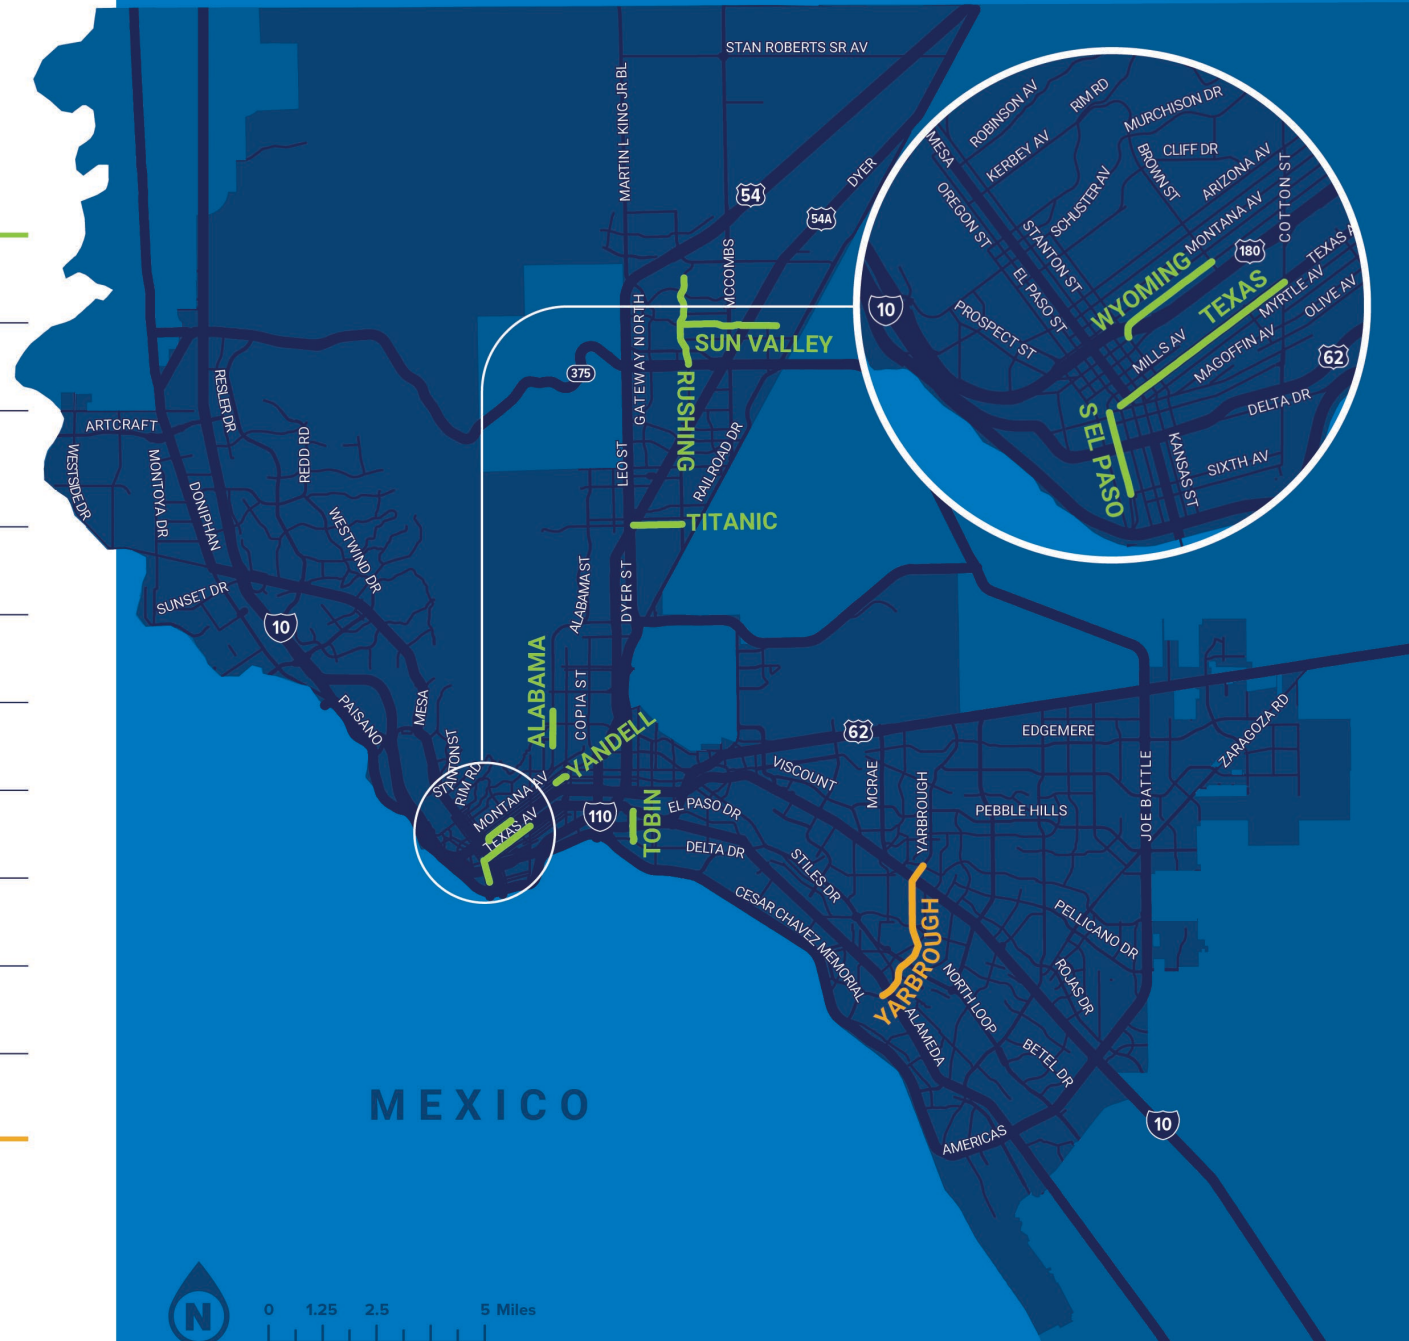 STAN ROBERTS SR AV
MARTIN L KING JR BL
54
DYER
54A
MCCOMBS
GATEWAY NORTH
SUN VALLEY
RUSHING
375
LEO ST
RAILROAD DR
TITANIC
RESLER DR
ARTCRAFT
REDD RD
WESTSIDE DR
MONTOYA DR
DONIPHAN
WESTWIND DR
SUNSET DR
10
ALABAMA ST
DYER ST
ALABAMA
COPIA ST
YANDELL
PAISANO
MESA
STANTON ST
RIM RD
MONTANA AV
TEXAS AV
110
TOBIN
EL PASO DR
DELTA DR
62
VISCOUNT
MCRAE
YARBROUGH
EDGEMERE
PEBBLE HILLS
JOE BATTLE
ZARAGOZA RD
STILES DR
CESAR CHAVEZ MEMORIAL
YARBROUGH
PELLICANO DR
ROJAS DR
NORTH LOOP
ALAMEDA
BETEL DR
AMERICAS
10
ROBINSON AV
RIM RD
MURCHISON DR
MESA
KERBEY AV
BROWN ST
CLIFF DR
ARIZONA AV
COTTON ST
OREGON ST
SCHUSTER AV
STANTON ST
MONTANA AV
180
TEXAS A
EL PASO ST
WYOMING
TEXAS
MYRTLE AV
OLIVE AV
10
PROSPECT ST
MILLS AV
MAGOFFIN AV
62
S EL PASO
DELTA DR
KANSAS ST
SIXTH AV
MEXICO
N
0 1.25 2.5 5 Miles